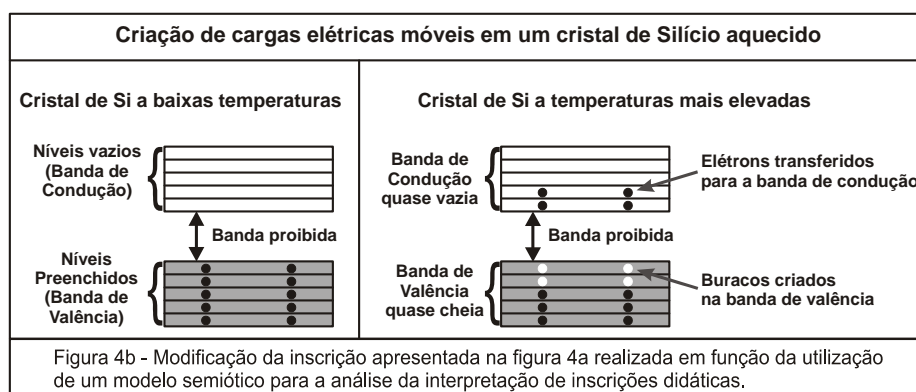 Criação de cargas elétricas móveis em um cristal de Silício aquecido
Cristal de Si a baixas temperaturas
Níveis vazios
(Banda de
Condução)
Banda proibida
Níveis
Preenchidos
(Banda de
Valência)
Cristal de Si a temperaturas mais elevadas
Banda de
Condução
quase vazia
Elétrons transferidos
para a banda de condução
Banda proibida
Banda de
Valência
quase cheia
Buracos criados
na banda de valência
Figura 4b - Modificação da inscrição apresentada na figura 4a realizada em função da utilização
de um modelo semiótico para a análise da interpretação de inscrições didáticas.